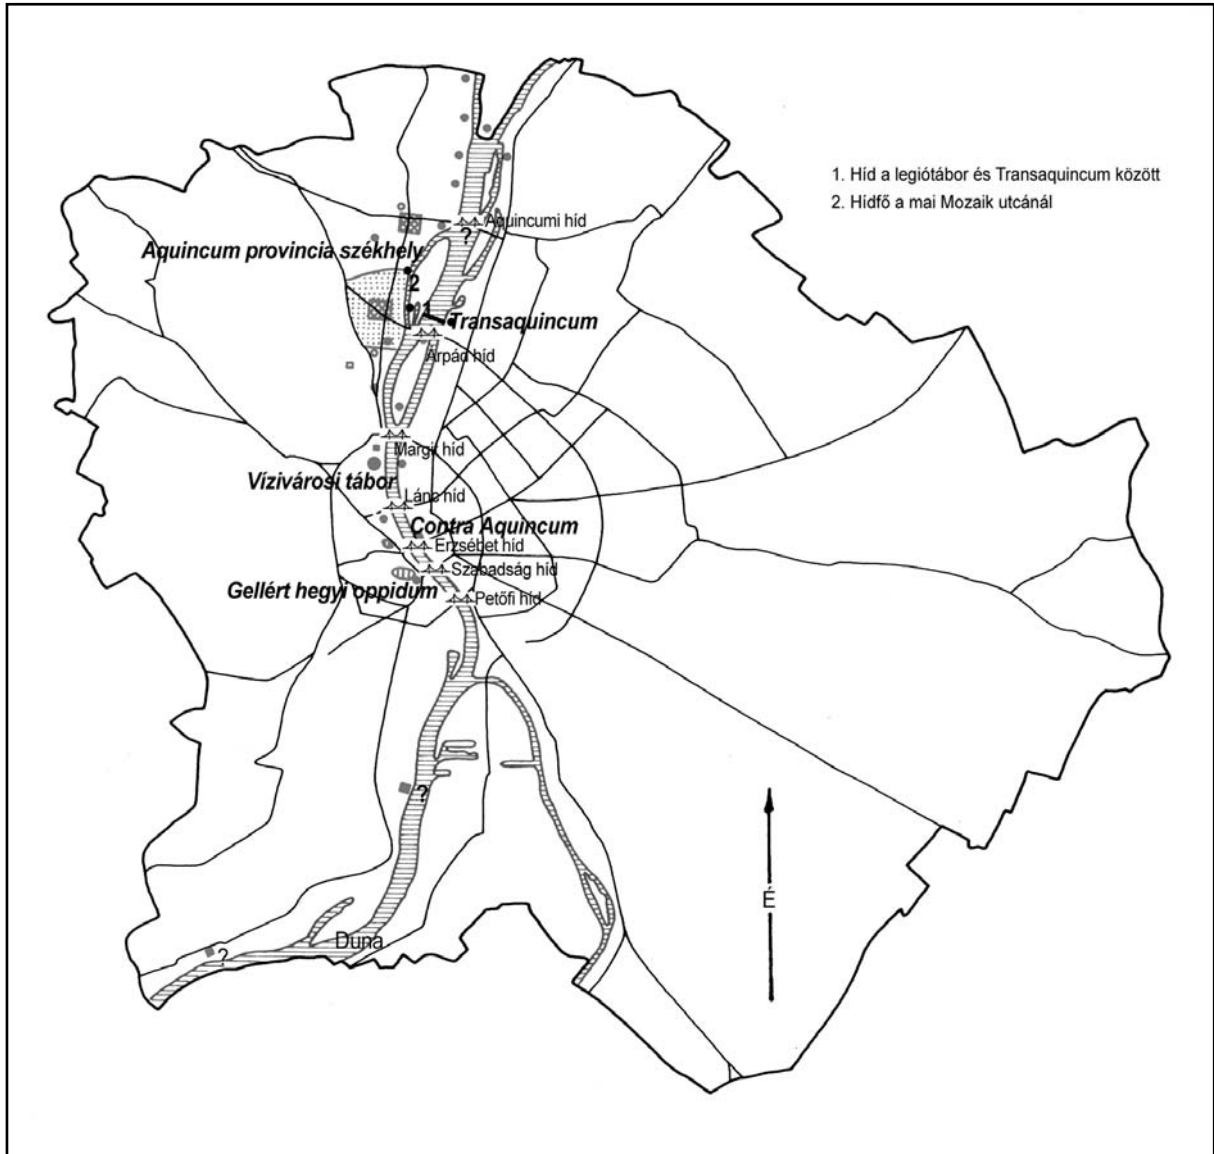 1. Híd a legiótábor és Transaquincum között
2. Hídfő a mai Mozaik utcánál
Aquincumi híd
?
Aquincum provincia székhely
2
1
Transaquincum
Árpád híd
Margit híd
Vízivárosi tábor
Lánc híd
Contra Aquincum
Erzsébet híd
Szabadság híd
Gellért hegyi oppidum
Petőfi híd
?
É
Duna
?